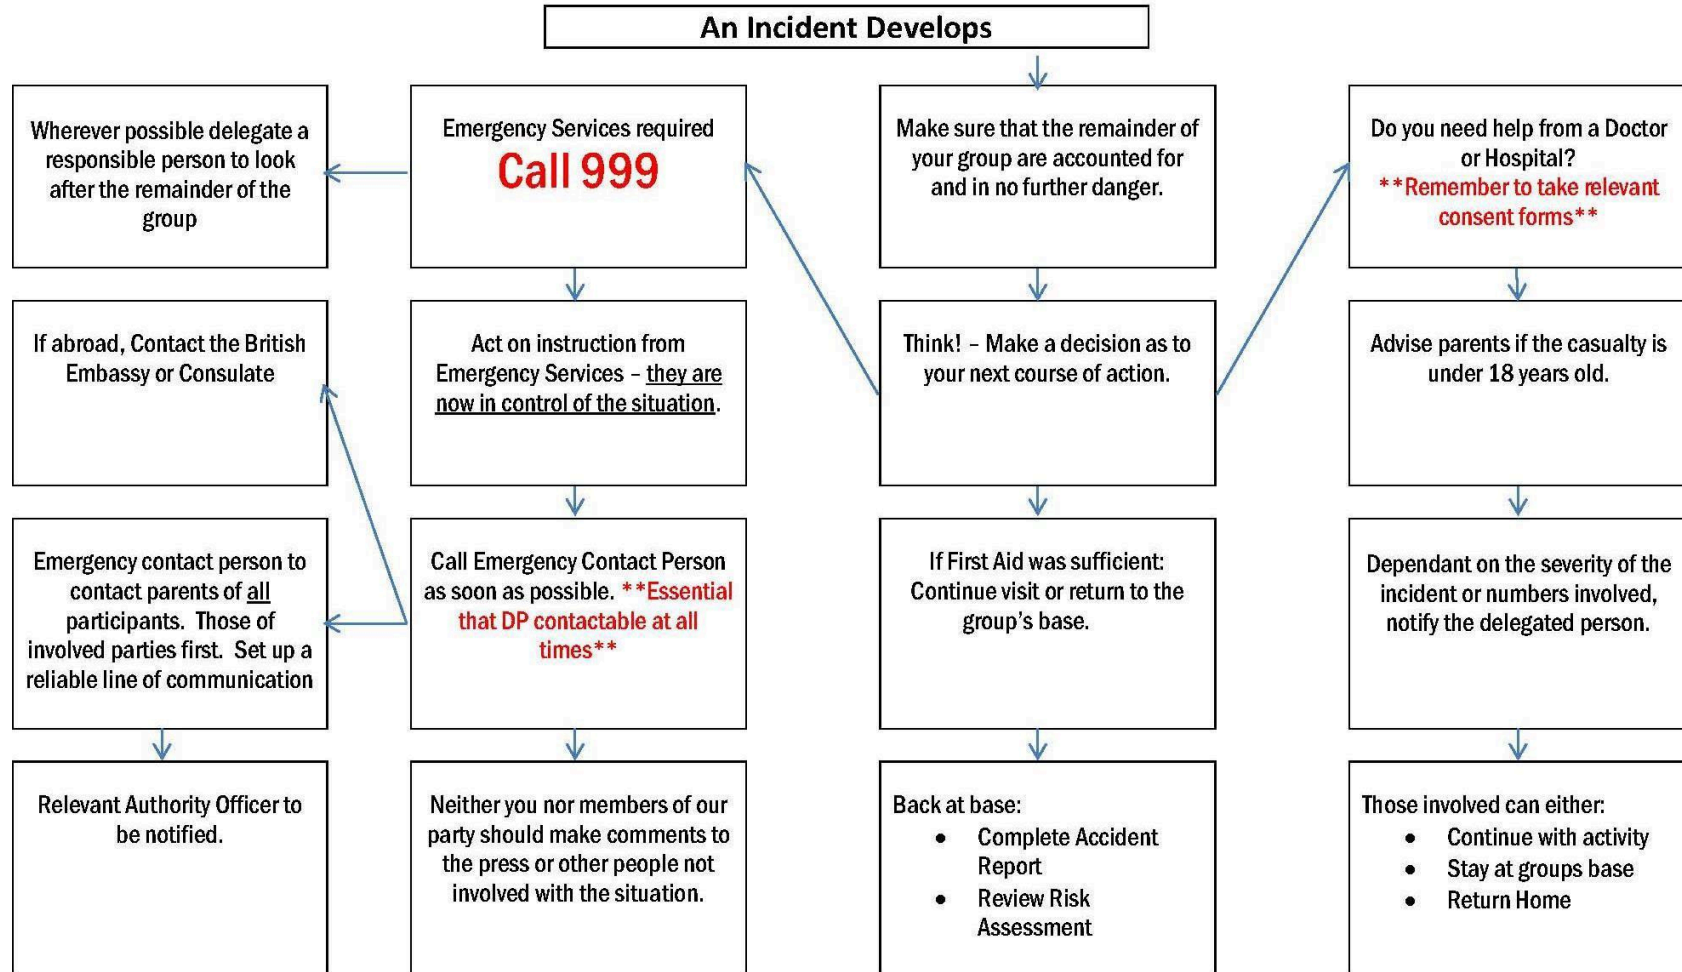 An Incident Develops
Wherever possible delegate a
responsible person to look
after the remainder of the
group
Emergency Services required
Call 999
Make sure that the remainder of
your group are accounted for
and in no further danger.
Do you need help from a Doctor
or Hospital?
**Remember to take relevant
consent forms**
If abroad, Contact the British
Embassy or Consulate
Act on instruction from
Emergency Services – they are
now in control of the situation.
Think! – Make a decision as to
your next course of action.
Advise parents if the casualty is
under 18 years old.
Emergency contact person to
contact parents of all
participants. Those of
involved parties first. Set up a
reliable line of communication
Call Emergency Contact Person
as soon as possible. **Essential
that DP contactable at all
times**
If First Aid was sufficient:
Continue visit or return to the
group's base.
Dependant on the severity of the
incident or numbers involved,
notify the delegated person.
Relevant Authority Officer to
be notified.
Neither you nor members of our
party should make comments to
the press or other people not
involved with the situation.
Back at base:
• Complete Accident
Report
• Review Risk
Assessment
Those involved can either:
• Continue with activity
• Stay at groups base
• Return Home